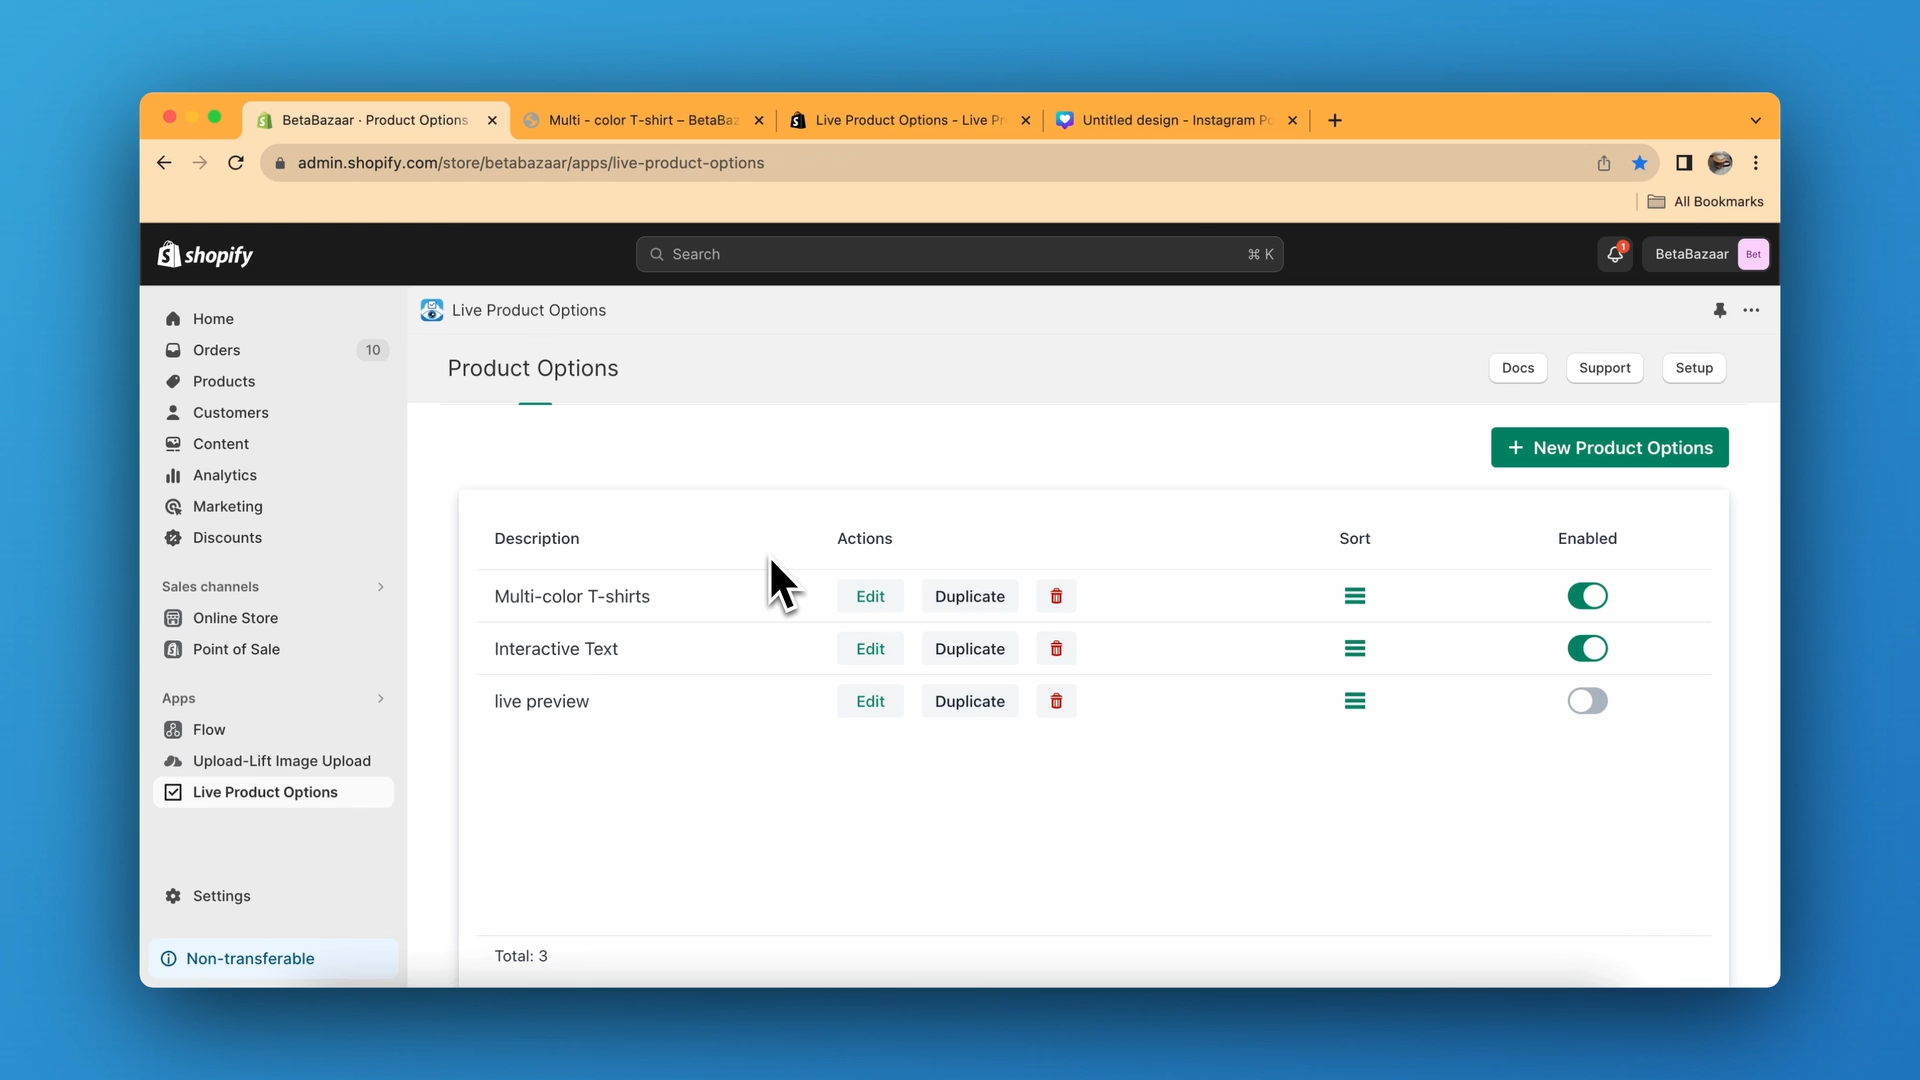 BetaBazaar · Product Options
Multi - color T-shirt – BetaBaz
Live Product Options - Live Pr
Untitled design - Instagram Po
admin.shopify.com/store/betabazaar/apps/live-product-options
All Bookmarks
shopify
Search
⌘ K
1
BetaBazaar
Bet
Home
Orders
10
Products
Customers
Content
Analytics
Marketing
Discounts
Sales channels
Online Store
Point of Sale
Apps
Flow
Upload-Lift Image Upload
Live Product Options
Settings
Non-transferable
Live Product Options
Product Options
Docs
Support
Setup
+ New Product Options
Description Actions Sort Enabled
Multi-color T-shirts Edit Duplicate
Interactive Text Edit Duplicate
live preview Edit Duplicate
Total: 3